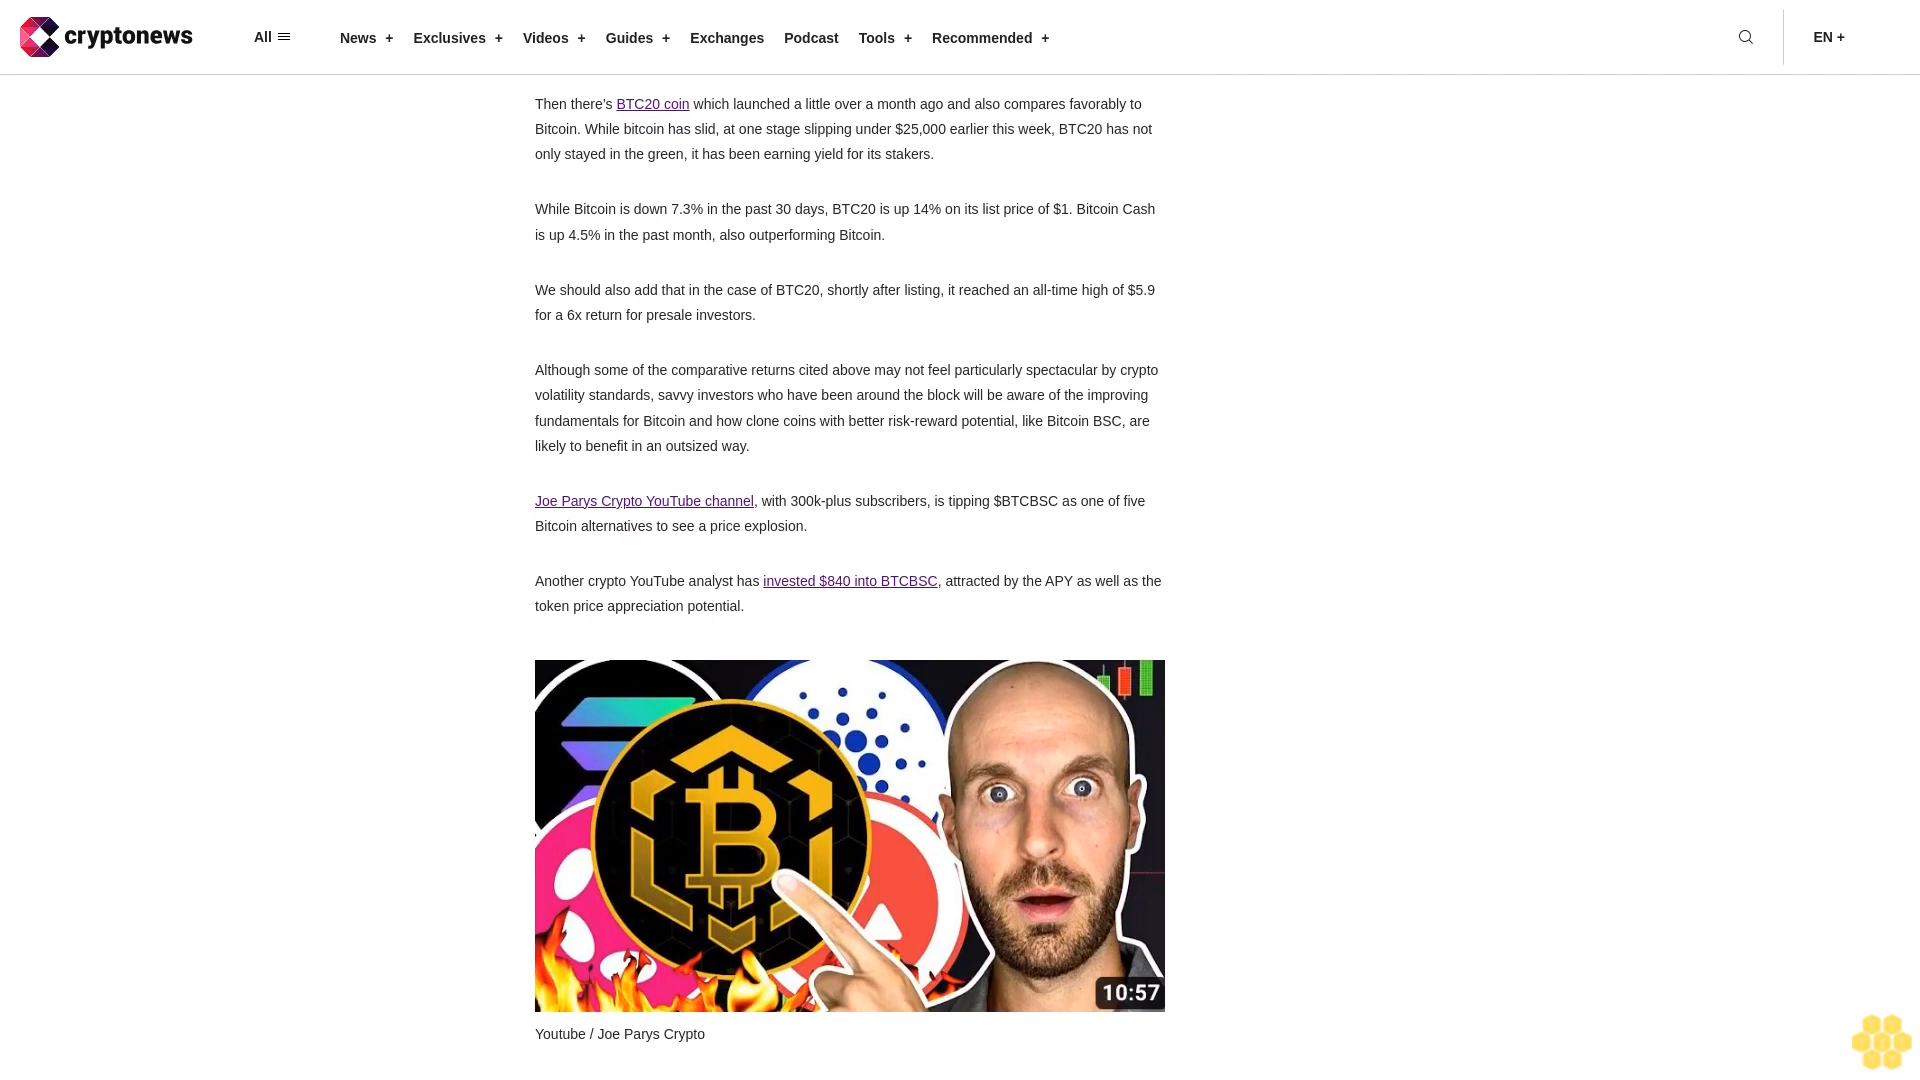 cryptonews
All
News +
Exclusives +
Videos +
Guides +
Exchanges
Podcast
Tools +
Recommended +
EN +
Then there’s BTC20 coin which launched a little over a month ago and also compares favorably to
Bitcoin. While bitcoin has slid, at one stage slipping under $25,000 earlier this week, BTC20 has not
only stayed in the green, it has been earning yield for its stakers.
While Bitcoin is down 7.3% in the past 30 days, BTC20 is up 14% on its list price of $1. Bitcoin Cash
is up 4.5% in the past month, also outperforming Bitcoin.
We should also add that in the case of BTC20, shortly after listing, it reached an all-time high of $5.9
for a 6x return for presale investors.
Although some of the comparative returns cited above may not feel particularly spectacular by crypto
volatility standards, savvy investors who have been around the block will be aware of the improving
fundamentals for Bitcoin and how clone coins with better risk-reward potential, like Bitcoin BSC, are
likely to benefit in an outsized way.
Joe Parys Crypto YouTube channel, with 300k-plus subscribers, is tipping $BTCBSC as one of five
Bitcoin alternatives to see a price explosion.
Another crypto YouTube analyst has invested $840 into BTCBSC, attracted by the APY as well as the
token price appreciation potential.
10:57
Youtube / Joe Parys Crypto